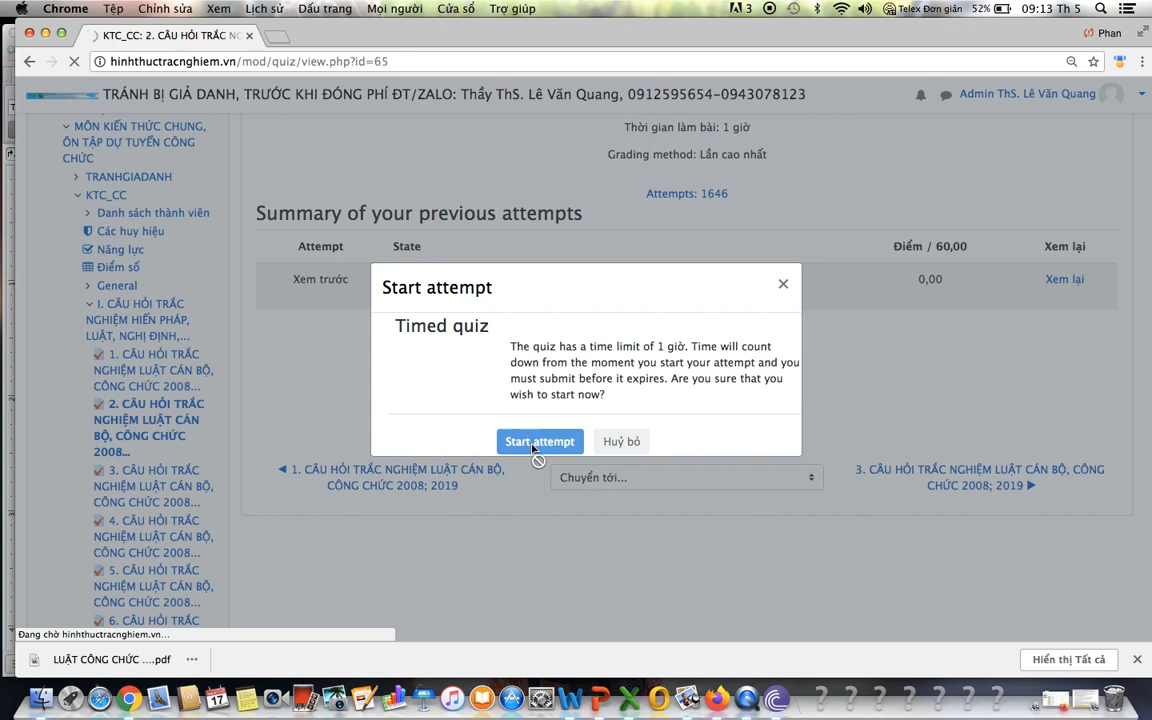 Chrome Tệp Chỉnh sửa Xem Lịch sử Dấu trang Mọi người Cửa sổ Trợ giúp 3 Telex Đơn giản 52% 09:13 Th 5
KTC_CC: 2. CÂU HỎI TRẮC
Phan
hinhthuctracnghiem.vn/mod/quiz/view.php?id=65
TRÁNH BỊ GIẢ DANH, TRƯỚC KHI ĐÓNG PHÍ ĐT/ZALO: Thầy ThS. Lê Văn Quang, 0912595654-0943078123
Admin ThS. Lê Văn Quang
MÔN KIẾN THỨC CHUNG,
ÔN TẬP DỰ TUYỂN CÔNG
CHỨC
TRANHGIADANH
KTC_CC
Danh sách thành viên
Các huy hiệu
Năng lực
Điểm số
General
I. CÂU HỎI TRẮC
NGHIỆM HIẾN PHÁP,
LUẬT, NGHỊ ĐỊNH,...
1. CÂU HỎI TRẮC
NGHIỆM LUẬT CÁN BỘ,
CÔNG CHỨC 2008...
2. CÂU HỎI TRẮC
NGHIỆM LUẬT CÁN
BỘ, CÔNG CHỨC
2008...
3. CÂU HỎI TRẮC
NGHIỆM LUẬT CÁN BỘ,
CÔNG CHỨC 2008...
4. CÂU HỎI TRẮC
NGHIỆM LUẬT CÁN BỘ,
CÔNG CHỨC 2008...
5. CÂU HỎI TRẮC
NGHIỆM LUẬT CÁN BỘ,
CÔNG CHỨC 2008...
6. CÂU HỎI TRẮC
Thời gian làm bài: 1 giờ
Grading method: Lần cao nhất
Attempts: 1646
Summary of your previous attempts
Attempt State Điểm / 60,00 Xem lại
Xem trước 0,00 Xem lại
Start attempt
Timed quiz
The quiz has a time limit of 1 giờ. Time will count
down from the moment you start your attempt and you
must submit before it expires. Are you sure that you
wish to start now?
Start attempt Huỷ bỏ
◀ 1. CÂU HỎI TRẮC NGHIỆM LUẬT CÁN BỘ,
CÔNG CHỨC 2008; 2019
Chuyển tới...
3. CÂU HỎI TRẮC NGHIỆM LUẬT CÁN BỘ, CÔNG
CHỨC 2008; 2019 ▶
Đang chờ hinhthuctracnghiem.vn...
LUẬT CÔNG CHỨC ....pdf
Hiển thị Tất cả
17